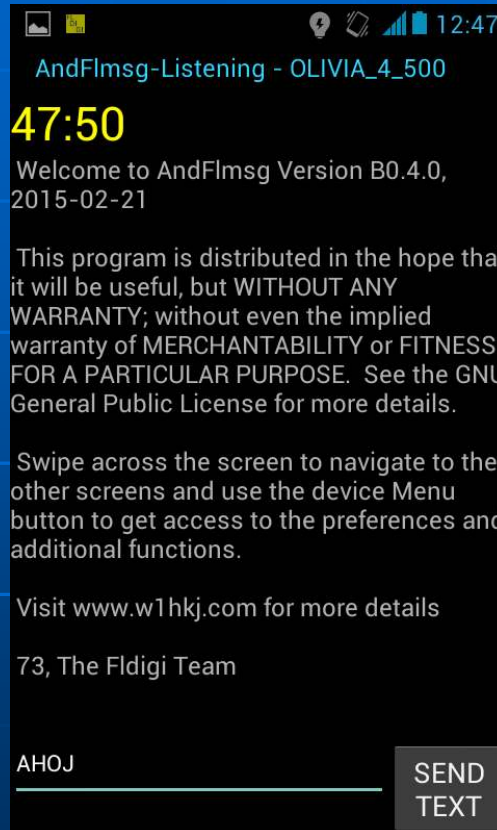 12:47
AndFlmsg-Listening - OLIVIA_4_500
47:50
Welcome to AndFlmsg Version B0.4.0,
2015-02-21
This program is distributed in the hope tha
it will be useful, but WITHOUT ANY
WARRANTY; without even the implied
warranty of MERCHANTABILITY or FITNESS
FOR A PARTICULAR PURPOSE.  See the GNU
General Public License for more details.
Swipe across the screen to navigate to the
other screens and use the device Menu
button to get access to the preferences and
additional functions.
Visit www.w1hkj.com for more details
73, The Fldigi Team
AHOJ
SEND
TEXT